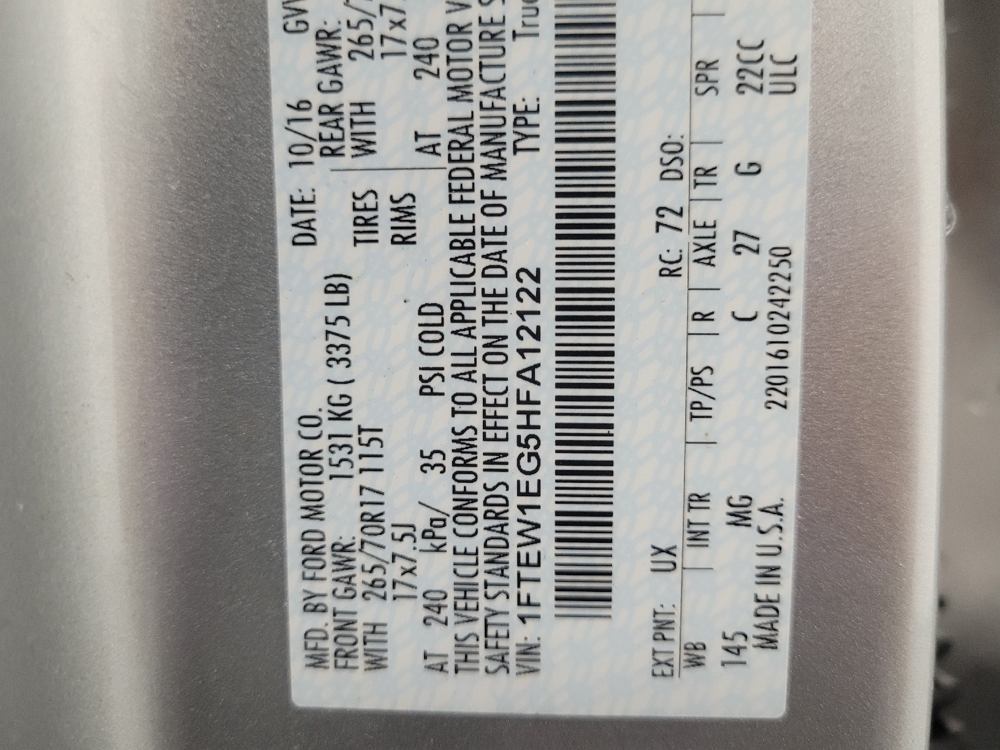 MFD. BY FORD MOTOR CO.
DATE: 10/16
FRONT GAWR: 1531 KG ( 3375 LB)
REAR GAWR:
WITH 265/70R17 115T
TIRES
WITH
17x7.5J
RIMS
AT 240 kPa/ 35 PSI COLD
AT 240
THIS VEHICLE CONFORMS TO ALL APPLICABLE FEDERAL MOTOR
SAFETY STANDARDS IN EFFECT ON THE DATE OF MANUFACTURE
VIN: 1FTEW1EG5HFA12122
TYPE:
EXT PNT: UX RC: 72 DSO:
WB INT TR TP/PS R AXLE TR SPR
145 MG C 27 G 22CC
MADE IN U.S.A. 2201610242250 ULC